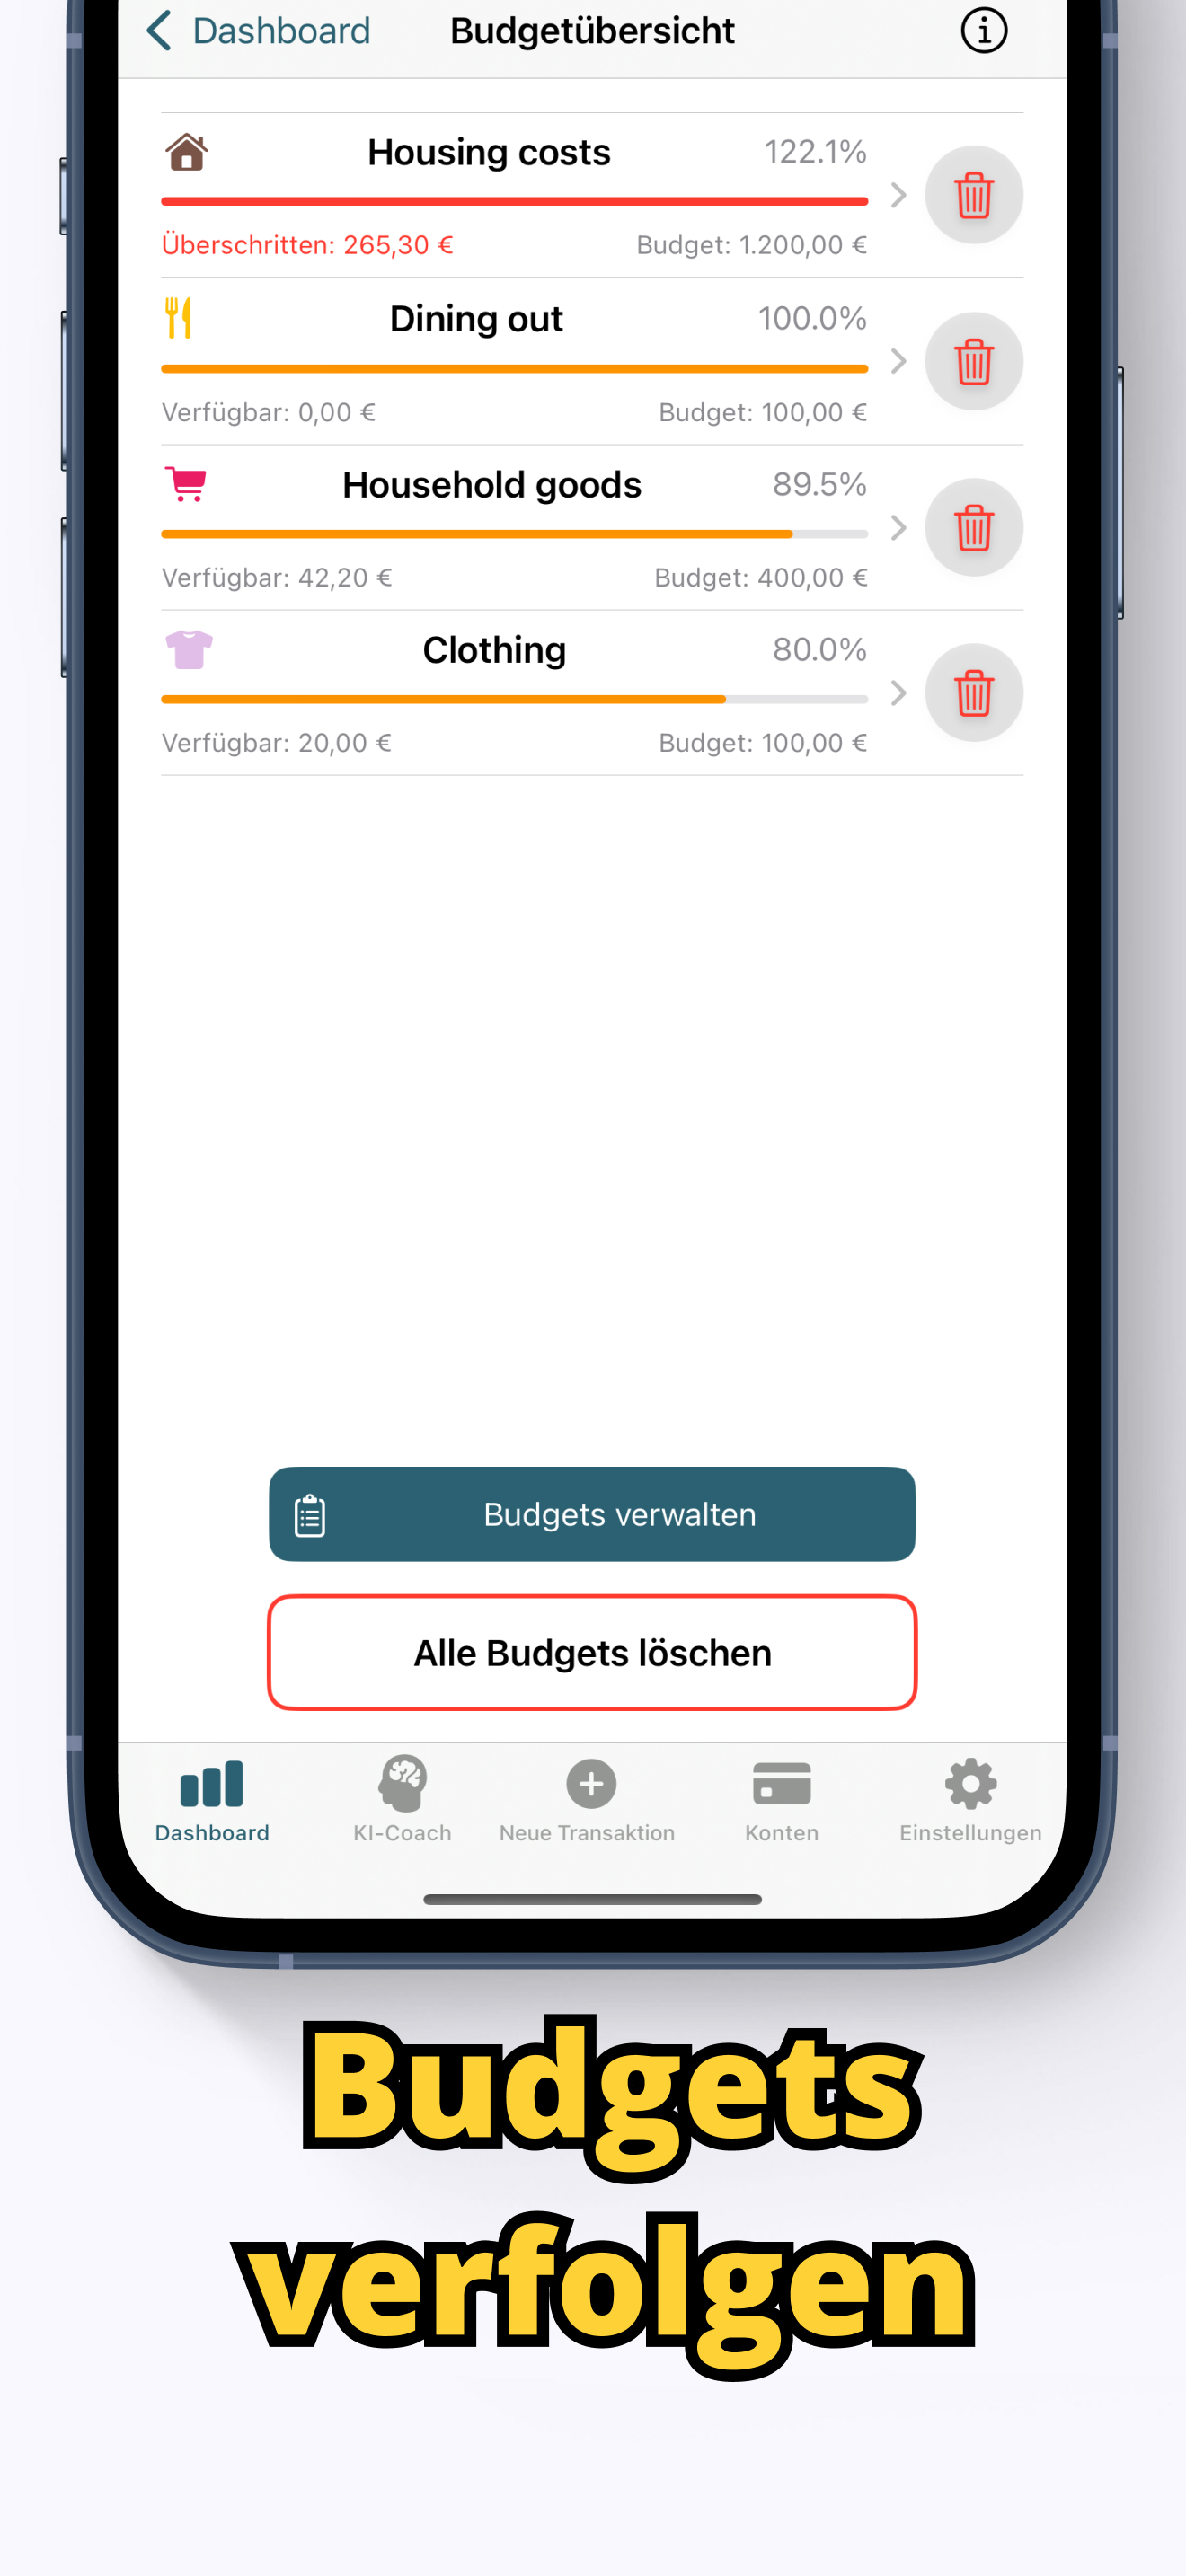 Dashboard Budgetübersicht
Housing costs 122.1%
Überschritten: 265,30 € Budget: 1.200,00 €
Dining out 100.0%
Verfügbar: 0,00 € Budget: 100,00 €
Household goods 89.5%
Verfügbar: 42,20 € Budget: 400,00 €
Clothing 80.0%
Verfügbar: 20,00 € Budget: 100,00 €
Budgets verwalten
Alle Budgets löschen
Dashboard KI-Coach Neue Transaktion Konten Einstellungen
Budgets
verfolgen